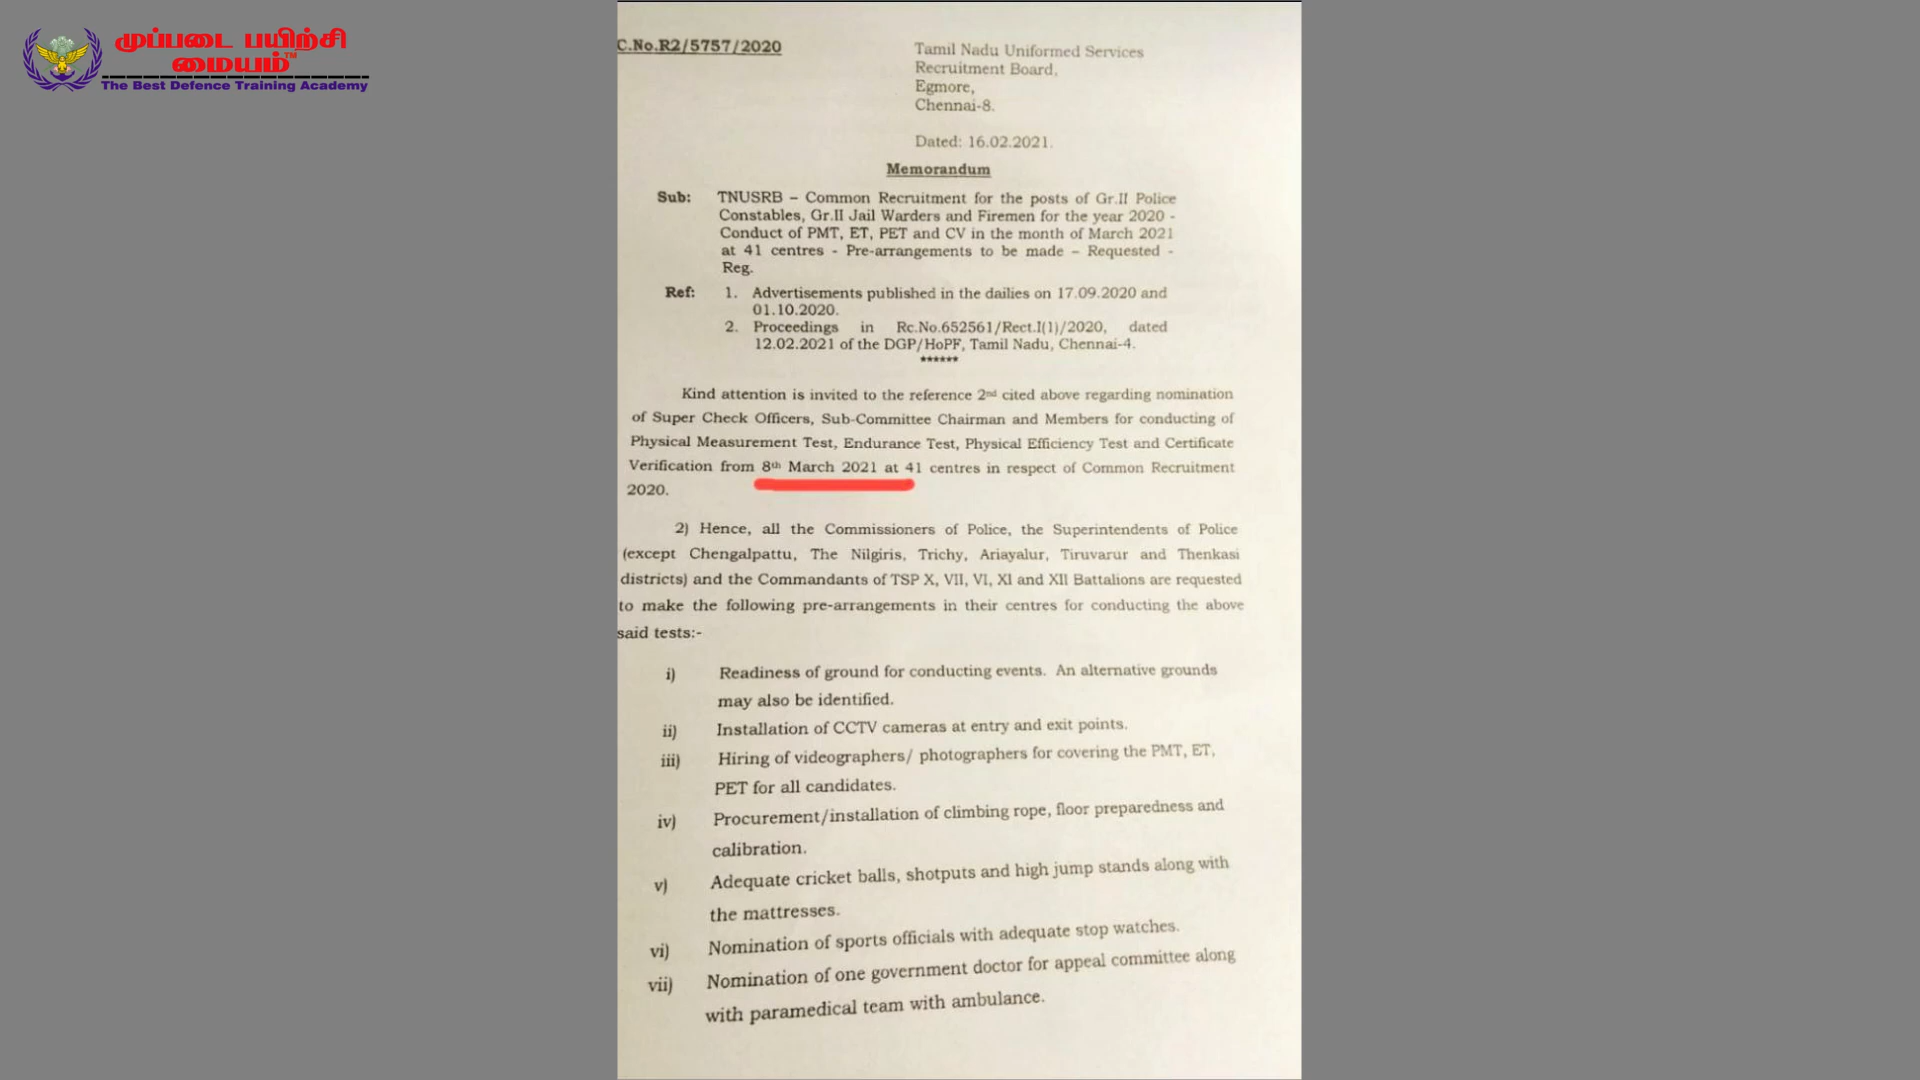 முப்படை பயிற்சி
மையம்™
The Best Defence Training Academy
C.No.R2/5757/2020
Tamil Nadu Uniformed Services
Recruitment Board,
Egmore,
Chennai-8.
Dated: 16.02.2021.
Memorandum
Sub: TNUSRB – Common Recruitment for the posts of Gr.II Police
Constables, Gr.II Jail Warders and Firemen for the year 2020 -
Conduct of PMT, ET, PET and CV in the month of March 2021
at 41 centres - Pre-arrangements to be made – Requested -
Reg.
Ref: 1. Advertisements published in the dailies on 17.09.2020 and
01.10.2020.
2. Proceedings in Rc.No.652561/Rect.I(1)/2020, dated
12.02.2021 of the DGP/HoPF, Tamil Nadu, Chennai-4.
******
Kind attention is invited to the reference 2nd cited above regarding nomination
of Super Check Officers, Sub-Committee Chairman and Members for conducting of
Physical Measurement Test, Endurance Test, Physical Efficiency Test and Certificate
Verification from 8th March 2021 at 41 centres in respect of Common Recruitment
2020.
2) Hence, all the Commissioners of Police, the Superintendents of Police
(except Chengalpattu, The Nilgiris, Trichy, Ariayalur, Tiruvarur and Thenkasi
districts) and the Commandants of TSP X, VII, VI, XI and XII Battalions are requested
to make the following pre-arrangements in their centres for conducting the above
said tests:-
i) Readiness of ground for conducting events. An alternative grounds
may also be identified.
ii) Installation of CCTV cameras at entry and exit points.
iii) Hiring of videographers/ photographers for covering the PMT, ET,
PET for all candidates.
iv) Procurement/installation of climbing rope, floor preparedness and
calibration.
v) Adequate cricket balls, shotputs and high jump stands along with
the mattresses.
vi) Nomination of sports officials with adequate stop watches.
vii) Nomination of one government doctor for appeal committee along
with paramedical team with ambulance.